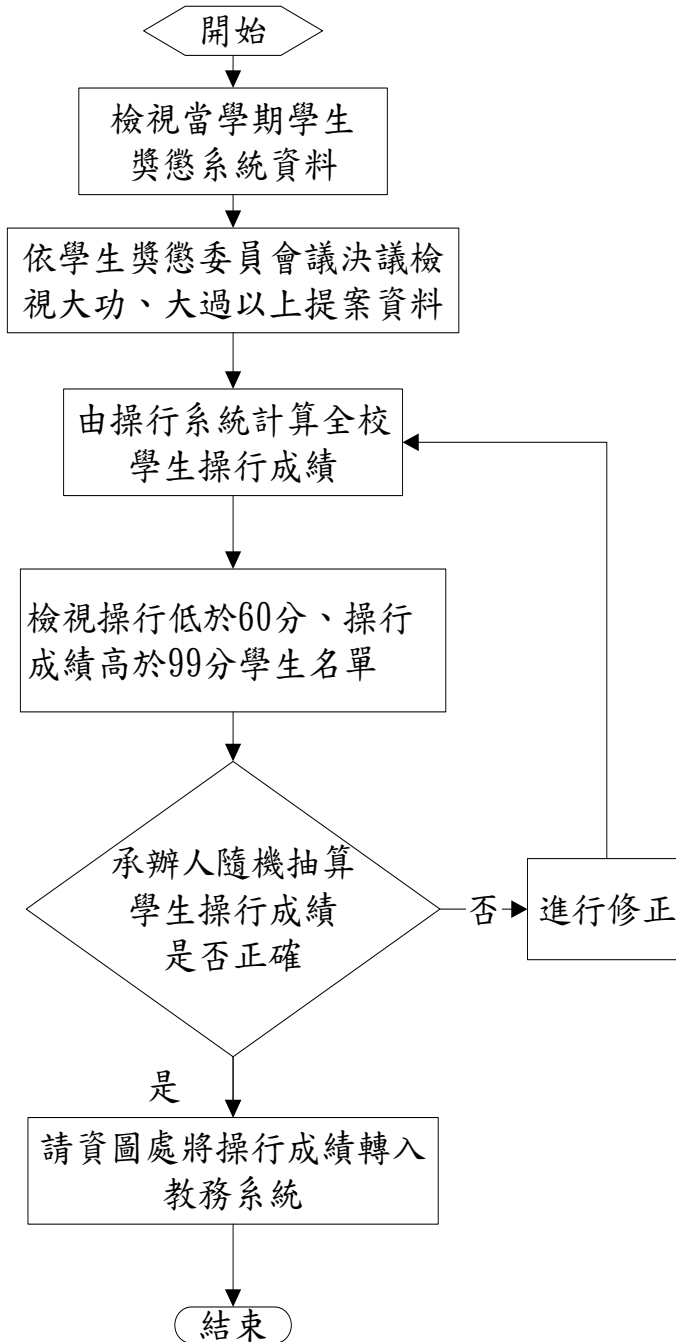 開始
檢視當學期學生
獎懲系統資料
依學生獎懲委員會議決議檢
視大功、大過以上提案資料
由操行系統計算全校
學生操行成績
檢視操行低於60分、操行
成績高於99分學生名單
承辦人隨機抽算
學生操行成績
是否正確
否
進行修正
是
請資圖處將操行成績轉入
教務系統
結束